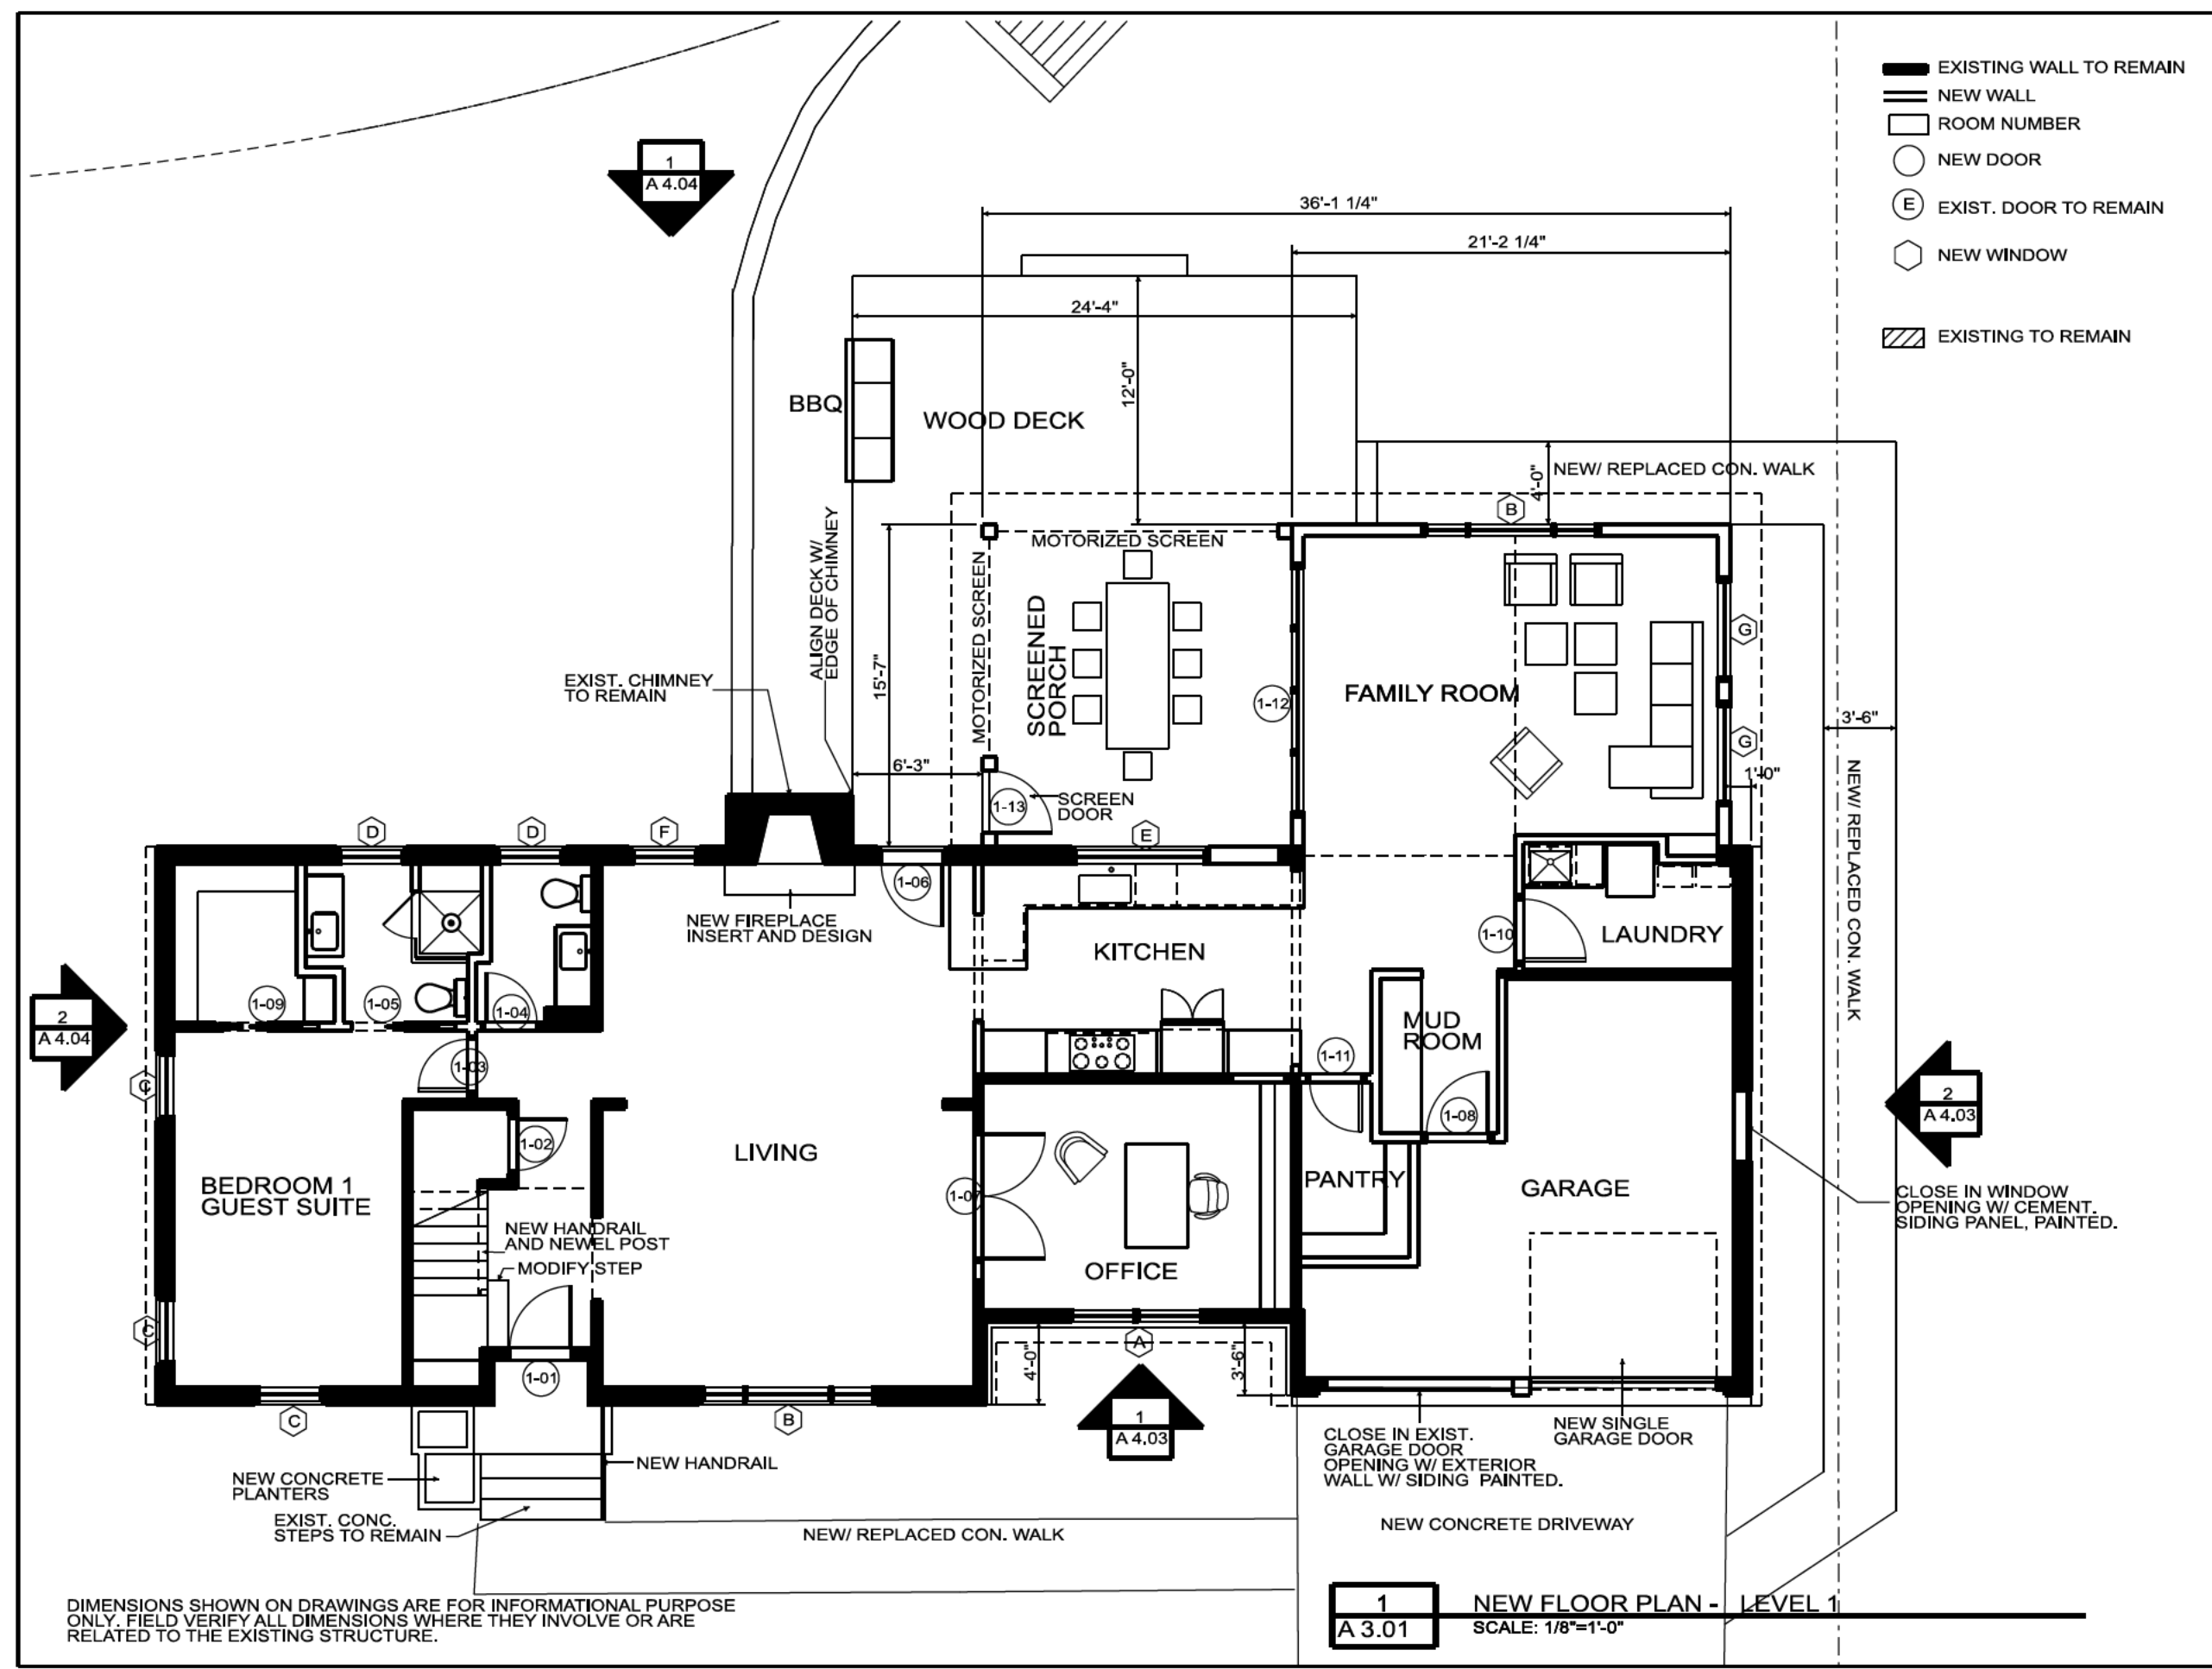 EXISTING WALL TO REMAIN
NEW WALL
ROOM NUMBER
NEW DOOR
E
EXIST. DOOR TO REMAIN
NEW WINDOW
EXISTING TO REMAIN
1
A 4.04
36'-1 1/4"
21'-2 1/4"
24'-4"
12'-0"
BBQ
WOOD DECK
4'-0"
NEW/ REPLACED CON. WALK
B
ALIGN DECK W/
EDGE OF CHIMNEY
15'-7"
MOTORIZED SCREEN
MOTORIZED SCREEN
SCREENED
PORCH
1-12
FAMILY ROOM
G
G
3'-6"
1'-0"
NEW/ REPLACED CON. WALK
EXIST. CHIMNEY
TO REMAIN
6'-3"
1-13
SCREEN
DOOR
D
D
F
E
1-06
NEW FIREPLACE
INSERT AND DESIGN
KITCHEN
1-10
LAUNDRY
2
A 4.04
1-09
1-05
1-04
1-03
C
MUD
ROOM
1-11
1-08
2
A 4.03
1-02
LIVING
BEDROOM 1
GUEST SUITE
1-07
PANTRY
GARAGE
CLOSE IN WINDOW
OPENING W/ CEMENT.
SIDING PANEL, PAINTED.
NEW HANDRAIL
AND NEWEL POST
MODIFY STEP
OFFICE
C
A
4'-0"
3'-6"
1-01
C
B
1
A 4.03
CLOSE IN EXIST.
GARAGE DOOR
OPENING W/ EXTERIOR
WALL W/ SIDING PAINTED.
NEW SINGLE
GARAGE DOOR
NEW HANDRAIL
NEW CONCRETE
PLANTERS
EXIST. CONC.
STEPS TO REMAIN
NEW/ REPLACED CON. WALK
NEW CONCRETE DRIVEWAY
DIMENSIONS SHOWN ON DRAWINGS ARE FOR INFORMATIONAL PURPOSE
ONLY. FIELD VERIFY ALL DIMENSIONS WHERE THEY INVOLVE OR ARE
RELATED TO THE EXISTING STRUCTURE.
1
A 3.01
NEW FLOOR PLAN - LEVEL 1
SCALE: 1/8"=1'-0"